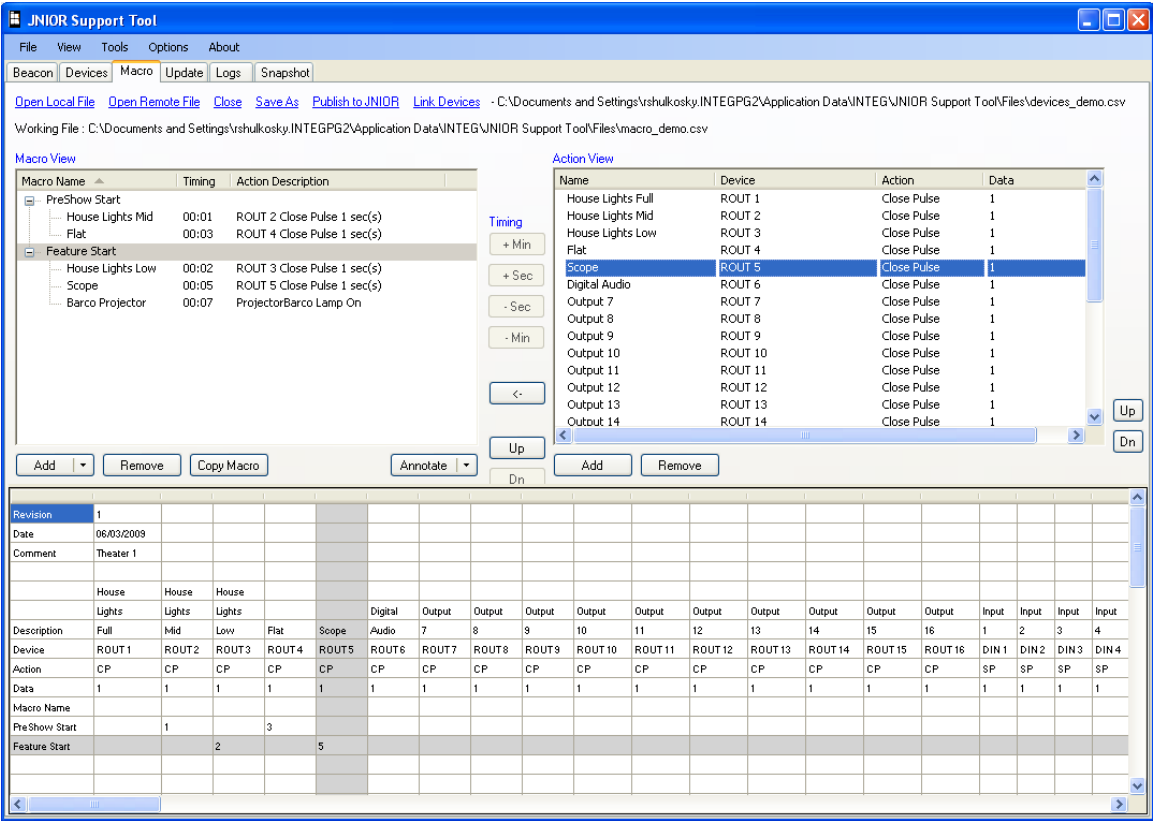 JNIOR Support Tool
File View Tools Options About
Beacon Devices Macro Update Logs Snapshot
Open Local File Open Remote File Close Save As Publish to JNIOR Link Devices - C:\Documents and Settings\rshulkosky.INTEGPG2\Application Data\INTEG\JNIOR Support Tool\Files\devices_demo.csv
Working File : C:\Documents and Settings\rshulkosky.INTEGPG2\Application Data\INTEG\JNIOR Support Tool\Files\macro_demo.csv
Macro View
Macro Name Timing Action Description
PreShow Start
House Lights Mid 00:01 ROUT 2 Close Pulse 1 sec(s)
Flat 00:03 ROUT 4 Close Pulse 1 sec(s)
Feature Start
House Lights Low 00:02 ROUT 3 Close Pulse 1 sec(s)
Scope 00:05 ROUT 5 Close Pulse 1 sec(s)
Barco Projector 00:07 ProjectorBarco Lamp On
Add Remove Copy Macro Annotate
Timing
+ Min
+ Sec
- Sec
- Min
<-
Up
Dn
Action View
Name Device Action Data
House Lights Full ROUT 1 Close Pulse 1
House Lights Mid ROUT 2 Close Pulse 1
House Lights Low ROUT 3 Close Pulse 1
Flat ROUT 4 Close Pulse 1
Scope ROUT 5 Close Pulse 1
Digital Audio ROUT 6 Close Pulse 1
Output 7 ROUT 7 Close Pulse 1
Output 8 ROUT 8 Close Pulse 1
Output 9 ROUT 9 Close Pulse 1
Output 10 ROUT 10 Close Pulse 1
Output 11 ROUT 11 Close Pulse 1
Output 12 ROUT 12 Close Pulse 1
Output 13 ROUT 13 Close Pulse 1
Output 14 ROUT 14 Close Pulse 1
Add Remove
Up
Dn
Revision 1
Date 06/03/2009
Comment Theater 1
House House House
Lights Lights Lights Digital Output Output Output Output Output Output Output Output Output Output Input Input Input Input
Description Full Mid Low Flat Scope Audio 7 8 9 10 11 12 13 14 15 16 1 2 3 4
Device ROUT1 ROUT2 ROUT3 ROUT4 ROUT5 ROUT6 ROUT7 ROUT8 ROUT9 ROUT10 ROUT11 ROUT12 ROUT13 ROUT14 ROUT15 ROUT16 DIN1 DIN2 DIN3 DIN4
Action CP CP CP CP CP CP CP CP CP CP CP CP CP CP CP CP SP SP SP SP
Data 1 1 1 1 1 1 1 1 1 1 1 1 1 1 1 1 1 1 1 1
Macro Name
PreShow Start 1 3
Feature Start 2 5